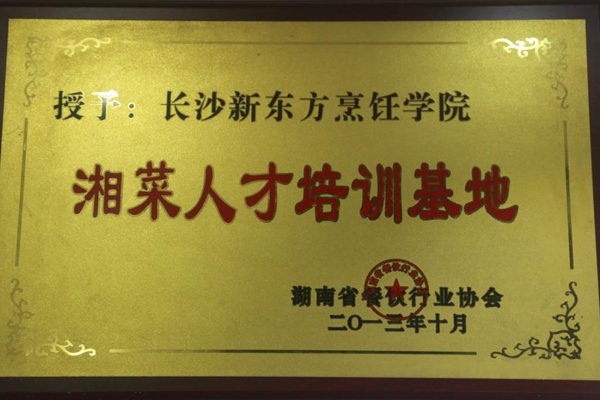 授予：长沙新东方烹饪学院
湘菜人才培训基地
湖南省餐饮行业协会
二〇一三年十月